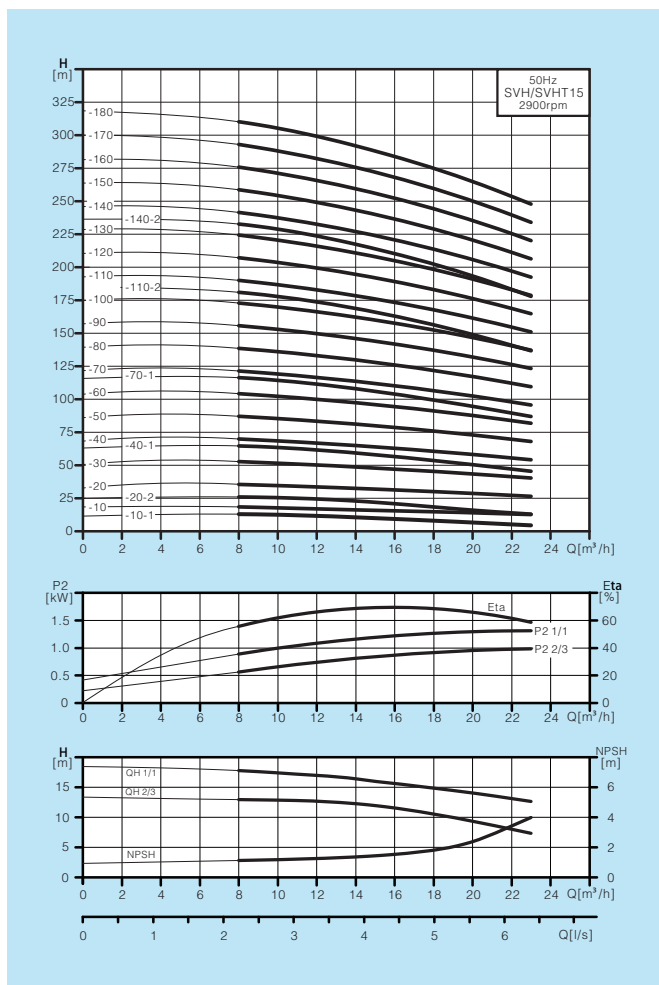 H
[m]
50Hz
SVH/SVHT15
2900rpm
325
300
275
250
225
200
175
150
125
100
75
50
25
0
-180
-170
-160
-150
-140
-140-2
-130
-120
-110
-110-2
-100
-90
-80
-70
-70-1
-60
-50
-40
-40-1
-30
-20
-20-2
-10
-10-1
0 2 4 6 8 10 12 14 16 18 20 22 24 Q[m³/h]
P2
[kW]
Eta
[%]
1.5
1.0
0.5
0
60
40
20
0
Eta
P2 1/1
P2 2/3
0 2 4 6 8 10 12 14 16 18 20 22 24 Q[m³/h]
H
[m]
NPSH
[m]
15
10
5
0
6
4
2
0
QH 1/1
QH 2/3
NPSH
0 2 4 6 8 10 12 14 16 18 20 22 24 Q[m³/h]
0 1 2 3 4 5 6 Q[l/s]